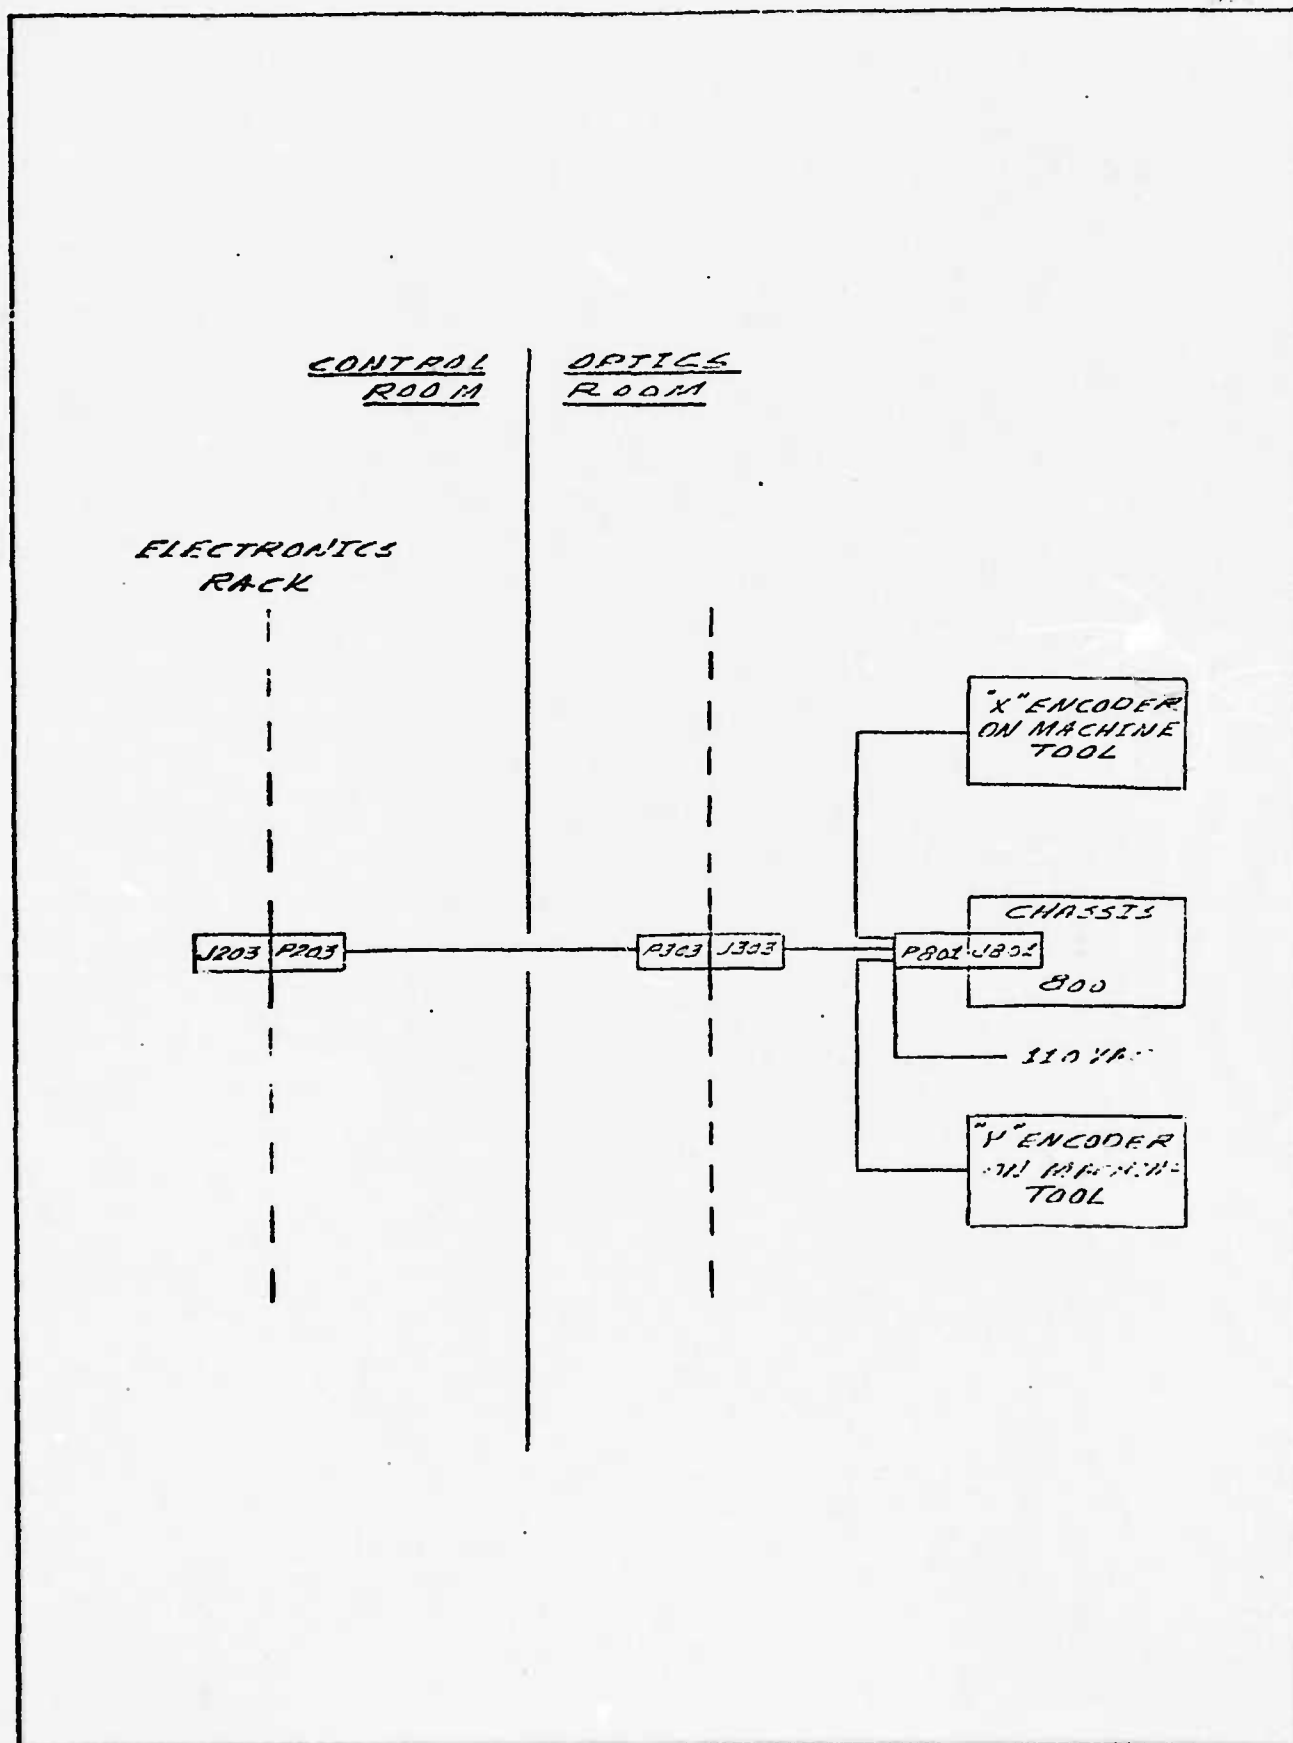 CONTROL
ROOM
OPTICS
ROOM
ELECTRONICS
RACK
"X" ENCODER
ON MACHINE
TOOL
CHASSIS
J203 P203
P303 J303
P801 J801
800
110
"Y" ENCODER
TOOL